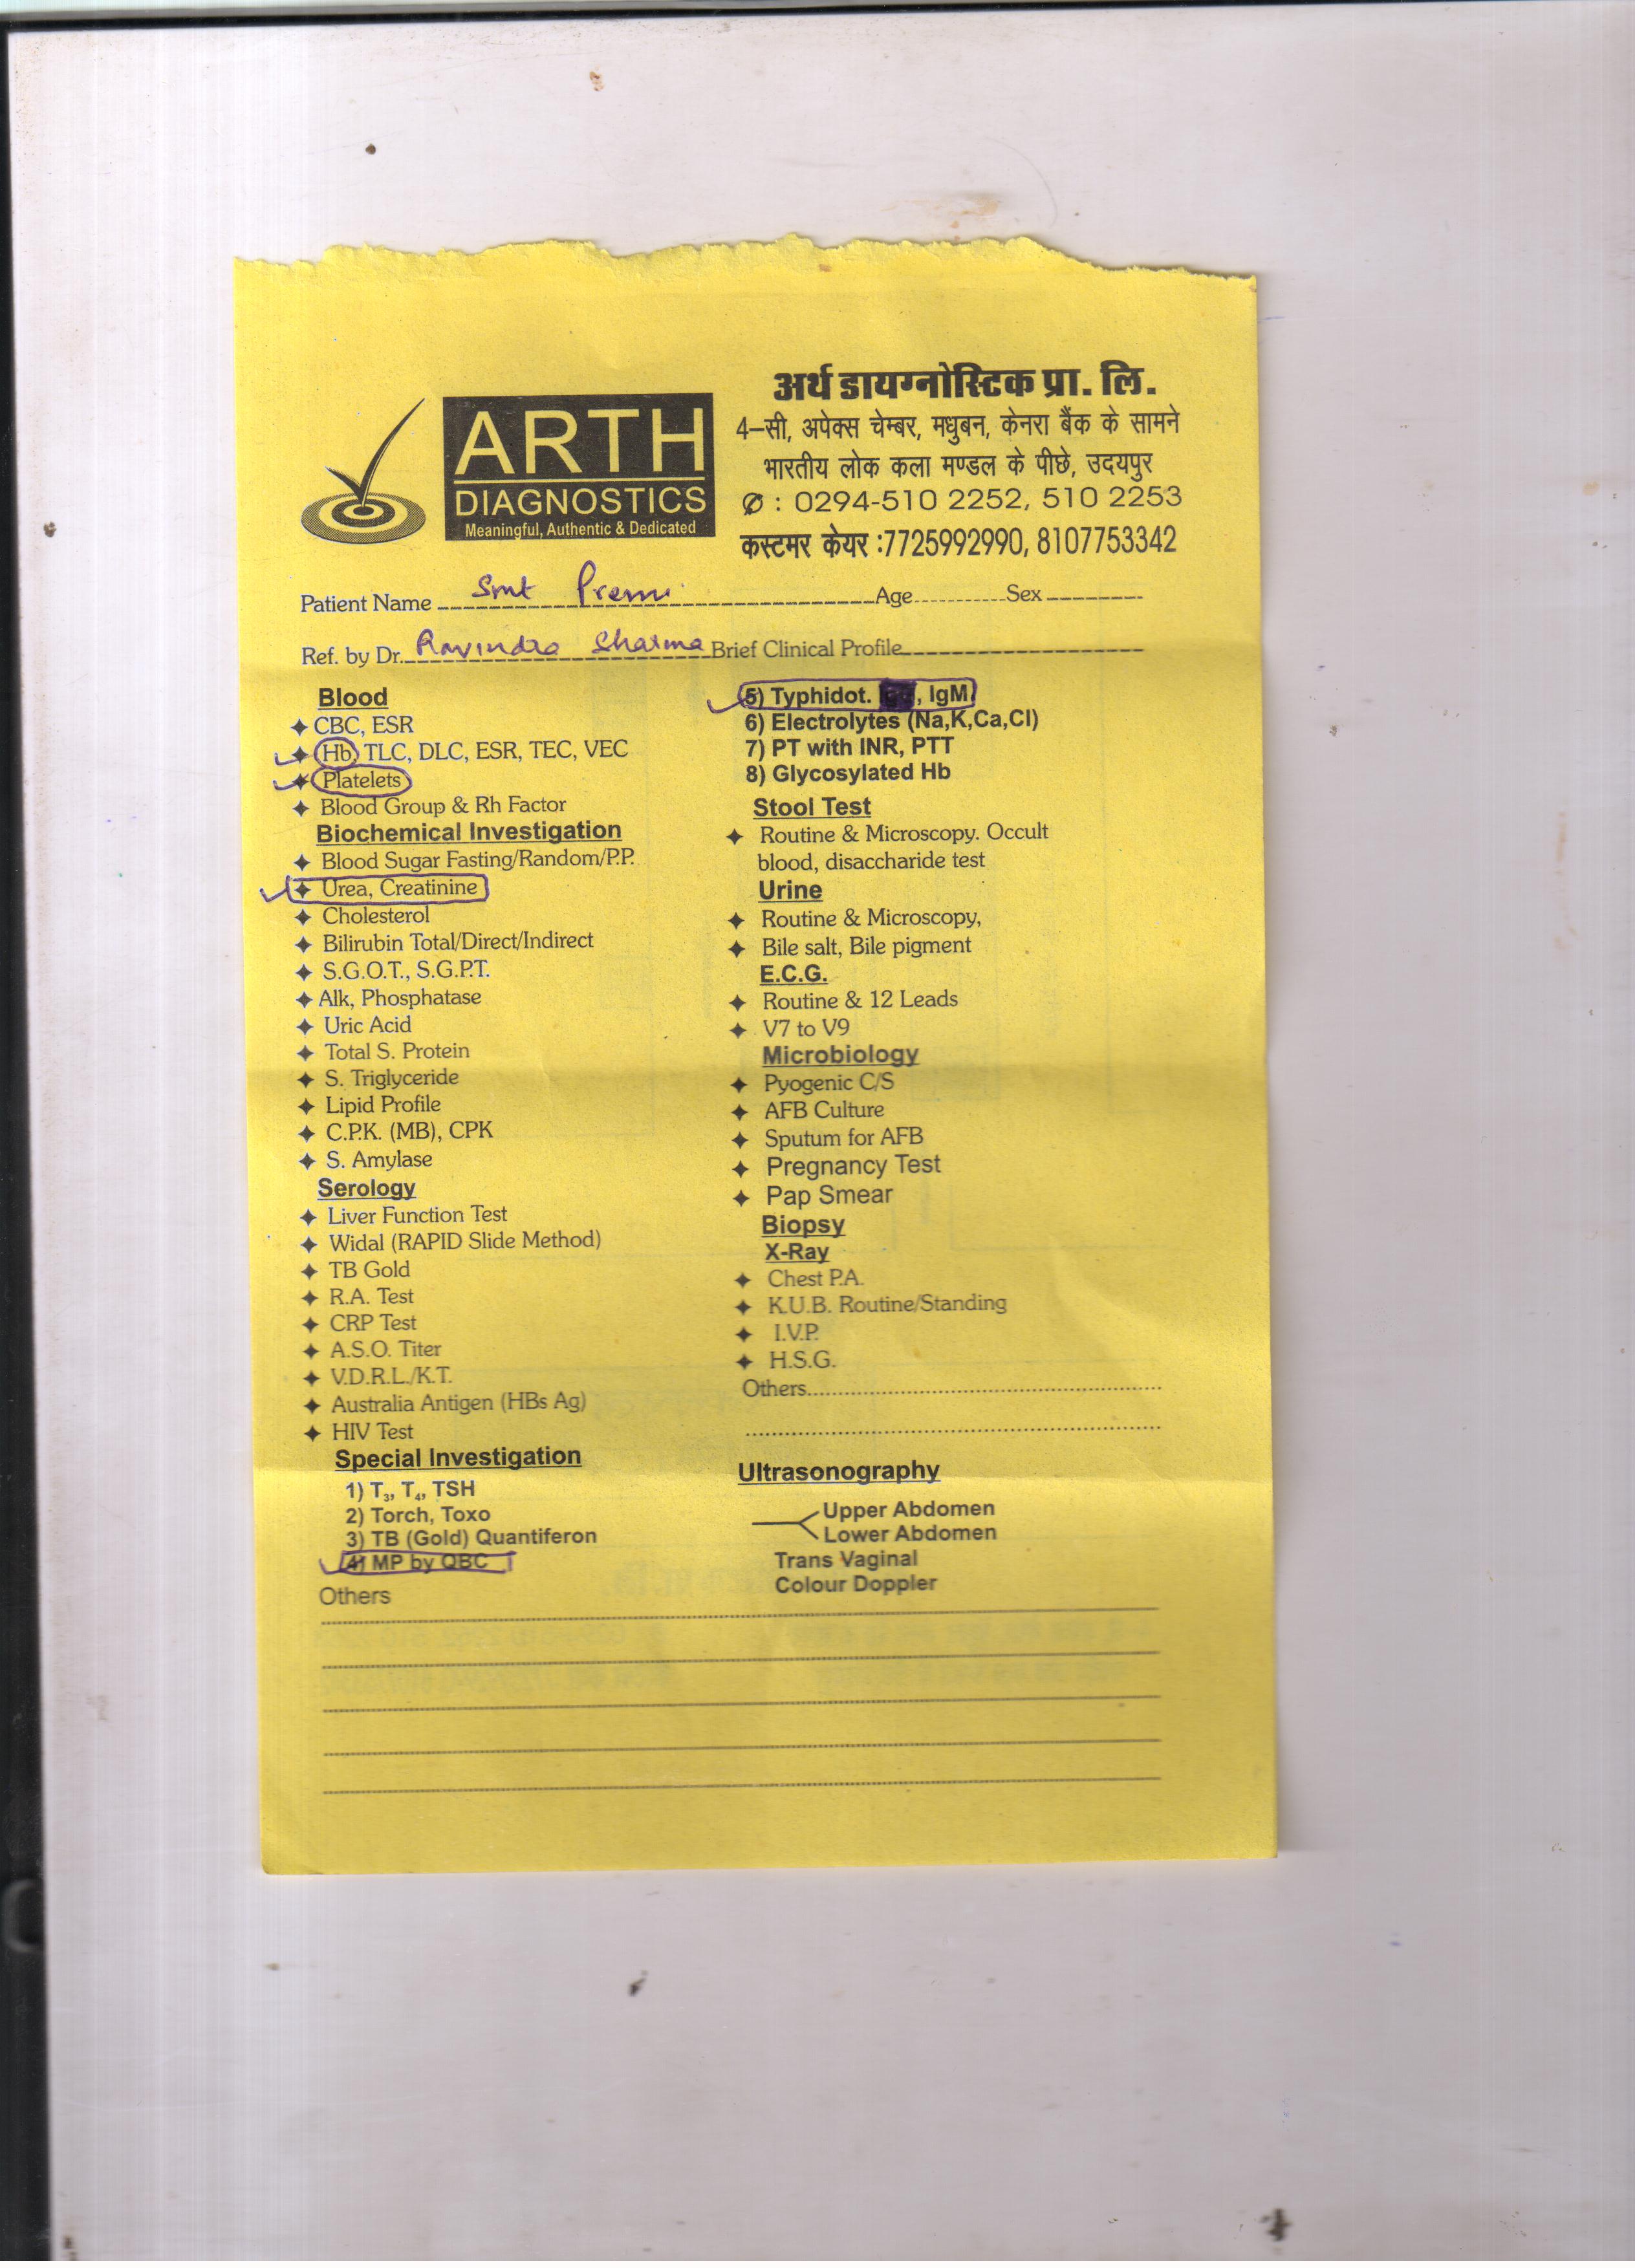 अर्थ डायग्नोस्टिक प्रा. लि.
ARTH
DIAGNOSTICS
Meaningful, Authentic & Dedicated
4-सी, अपेक्स चेम्बर, मधुबन, केनरा बैंक के सामने
भारतीय लोक कला मण्डल के पीछे, उदयपुर
✆ : 0294-510 2252, 510 2253
कस्टमर केयर :7725992990, 8107753342
Patient Name Smt Premi Age Sex
Ref. by Dr. Ravindra Sharma Brief Clinical Profile
Blood
CBC, ESR
Hb, TLC, DLC, ESR, TEC, VEC
Platelets
Blood Group & Rh Factor
Biochemical Investigation
Blood Sugar Fasting/Random/P.P.
Urea, Creatinine
Cholesterol
Bilirubin Total/Direct/Indirect
S.G.O.T., S.G.P.T.
Alk, Phosphatase
Uric Acid
Total S. Protein
S. Triglyceride
Lipid Profile
C.P.K. (MB), CPK
S. Amylase
Serology
Liver Function Test
Widal (RAPID Slide Method)
TB Gold
R.A. Test
CRP Test
A.S.O. Titer
V.D.R.L./K.T.
Australia Antigen (HBs Ag)
HIV Test
Special Investigation
1) T3, T4, TSH
2) Torch, Toxo
3) TB (Gold) Quantiferon
4) MP by QBC
Others
5) Typhidot. , IgM
6) Electrolytes (Na,K,Ca,Cl)
7) PT with INR, PTT
8) Glycosylated Hb
Stool Test
Routine & Microscopy. Occult
blood, disaccharide test
Urine
Routine & Microscopy,
Bile salt, Bile pigment
E.C.G.
Routine & 12 Leads
V7 to V9
Microbiology
Pyogenic C/S
AFB Culture
Sputum for AFB
Pregnancy Test
Pap Smear
Biopsy
X-Ray
Chest P.A.
K.U.B. Routine/Standing
I.V.P.
H.S.G.
Others
Ultrasonography
Upper Abdomen
Lower Abdomen
Trans Vaginal
Colour Doppler